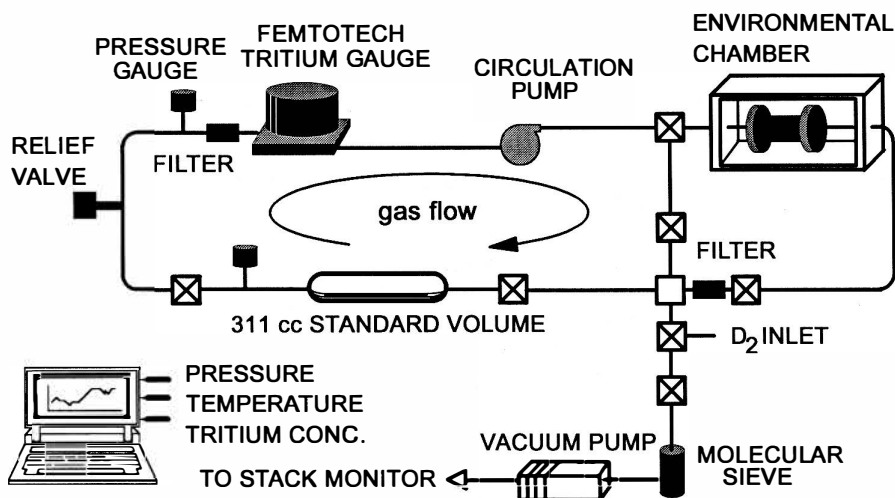 FEMTOTECH
TRITIUM GAUGE
PRESSURE
GAUGE
CIRCULATION
PUMP
ENVIRONMENTAL
CHAMBER
RELIEF
VALVE
FILTER
gas flow
FILTER
311 cc STANDARD VOLUME
D2 INLET
PRESSURE
TEMPERATURE
TRITIUM CONC.
VACUUM PUMP
MOLECULAR
SIEVE
TO STACK MONITOR